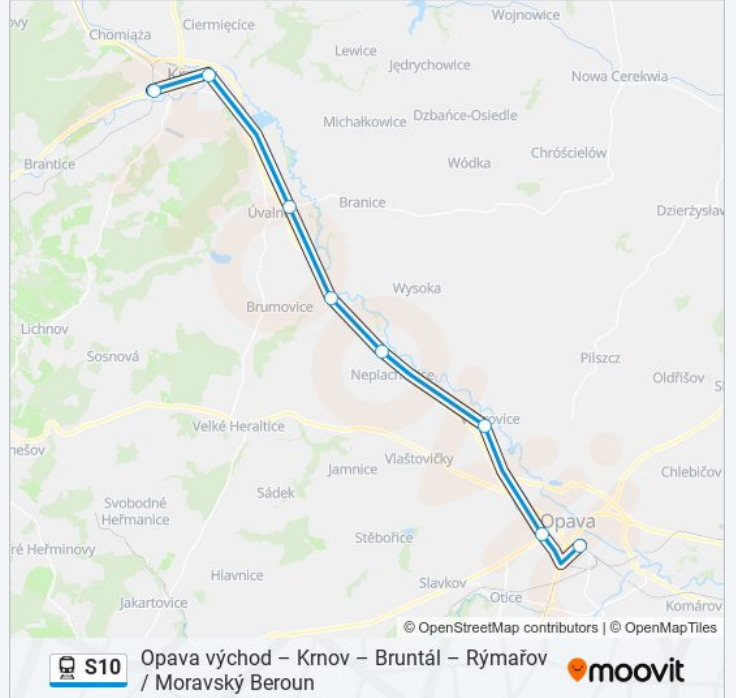 Wojnowice
Ciermięcice
Chomiąża
Lewice
Jędrychowice
Nowa Cerekwia
Dzbańce-Osiedle
Michałkowice
Chróścielów
Brantice
Wódka
Branice
Úvalno
Wysoka
Brumovice
Lichnov
Sosnová
Pilszcz
Oldřišov
Velké Heraltice
Vlaštovičky
Jamnice
Chlebičov
Sádek
Svobodné
Heřmanice
Opava
Stěbořice
Hlavnice
Slavkov
Otice
Jakartovice
Komárov
© OpenStreetMap contributors | © OpenMapTiles
S10
Opava východ – Krnov – Bruntál – Rýmařov
/ Moravský Beroun
moovit